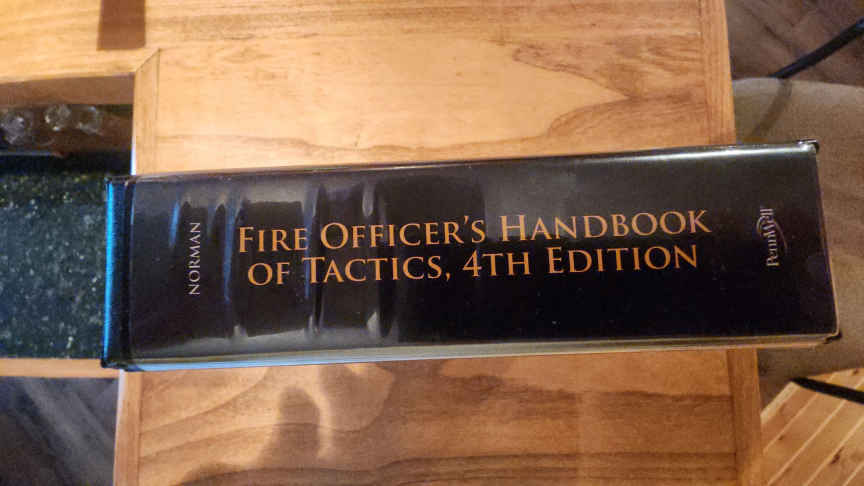 NORMAN
FIRE OFFICER'S HANDBOOK
OF TACTICS, 4TH EDITION
PennWell